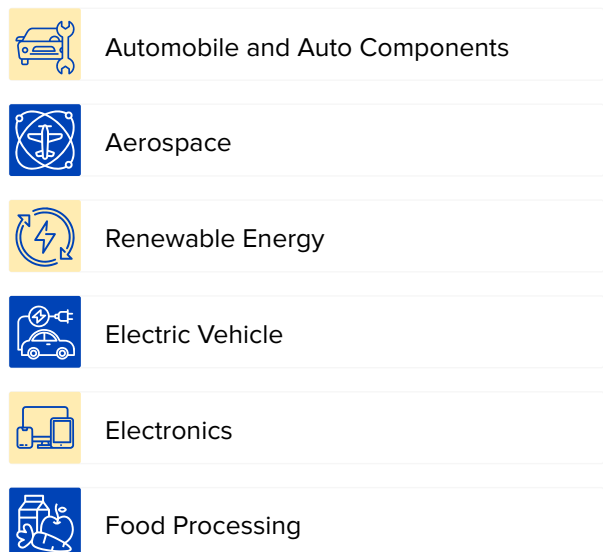 Automobile and Auto Components
Aerospace
Renewable Energy
Electric Vehicle
Electronics
Food Processing